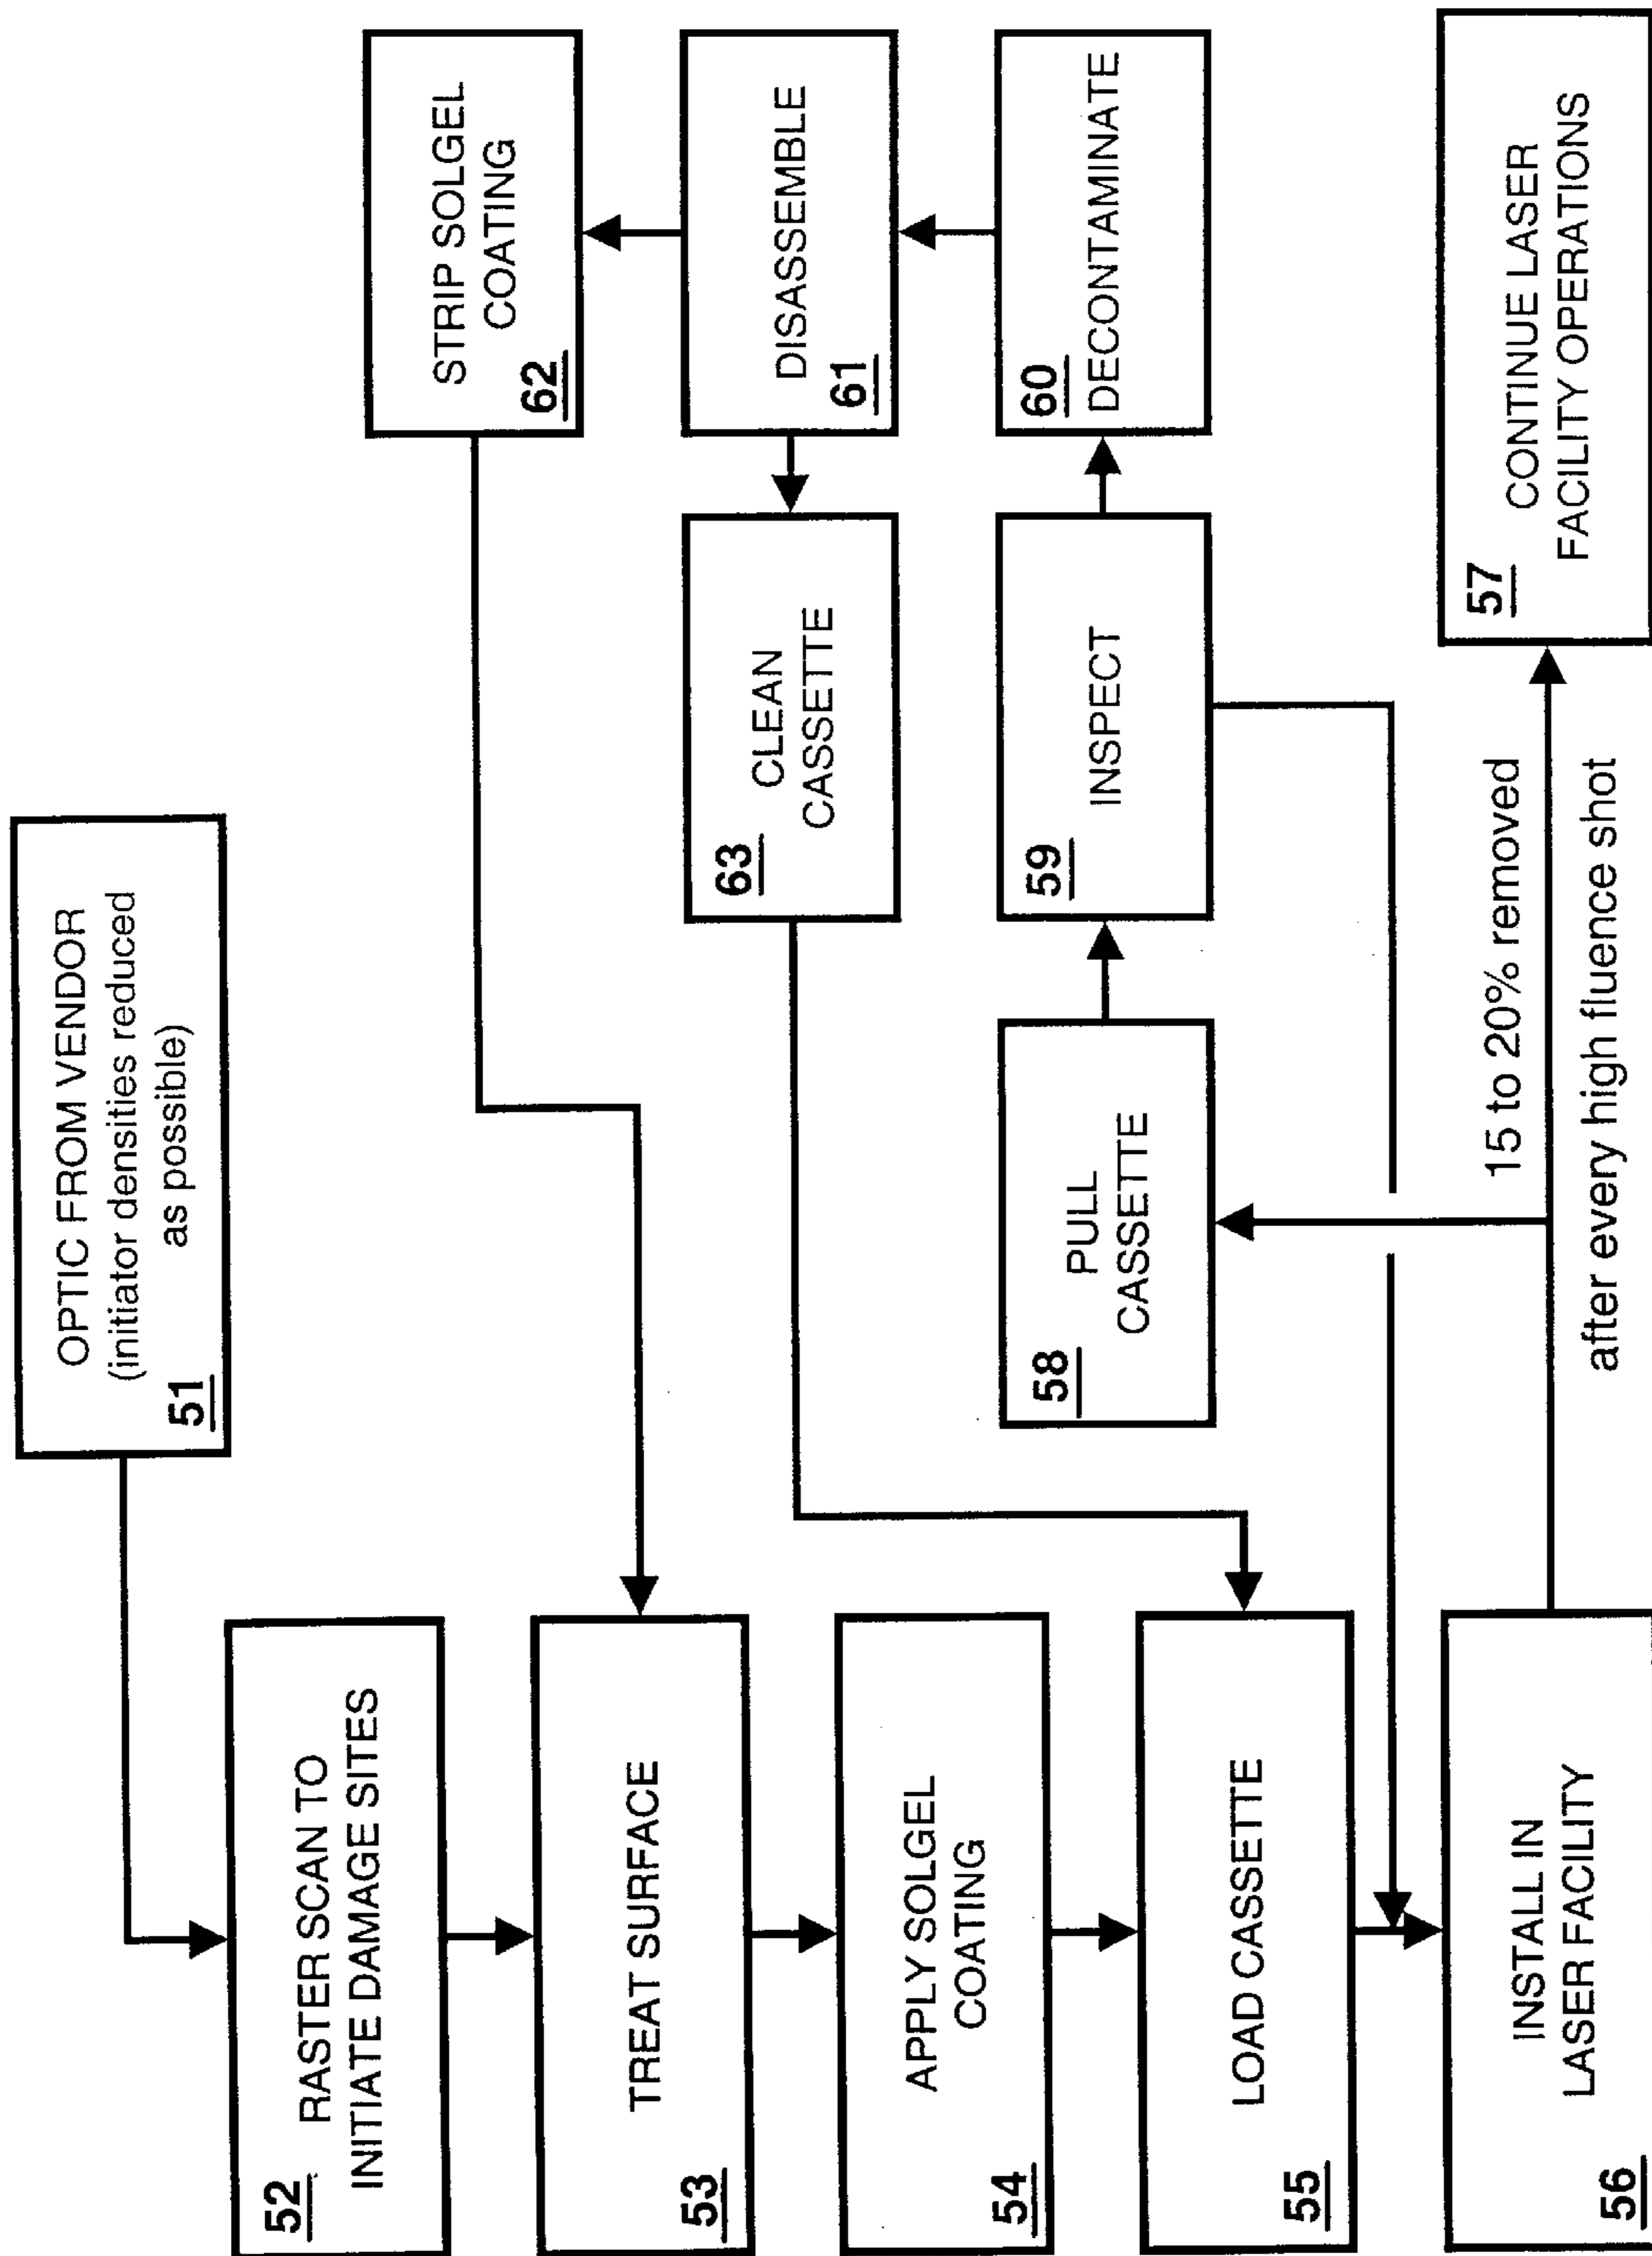 OPTIC FROM VENDOR
(initiator densities reduced
as possible)
51
52
RASTER SCAN TO
INITIATE DAMAGE SITES
53
TREAT SURFACE
54
APPLY SOLGEL
COATING
55
LOAD CASSETTE
56
INSTALL IN
LASER FACILITY
15 to 20% removed
after every high fluence shot
57
CONTINUE LASER
FACILITY OPERATIONS
58
PULL
CASSETTE
59
INSPECT
60
DECONTAMINATE
61
DISASSEMBLE
62
STRIP SOLGEL
COATING
63
CLEAN
CASSETTE